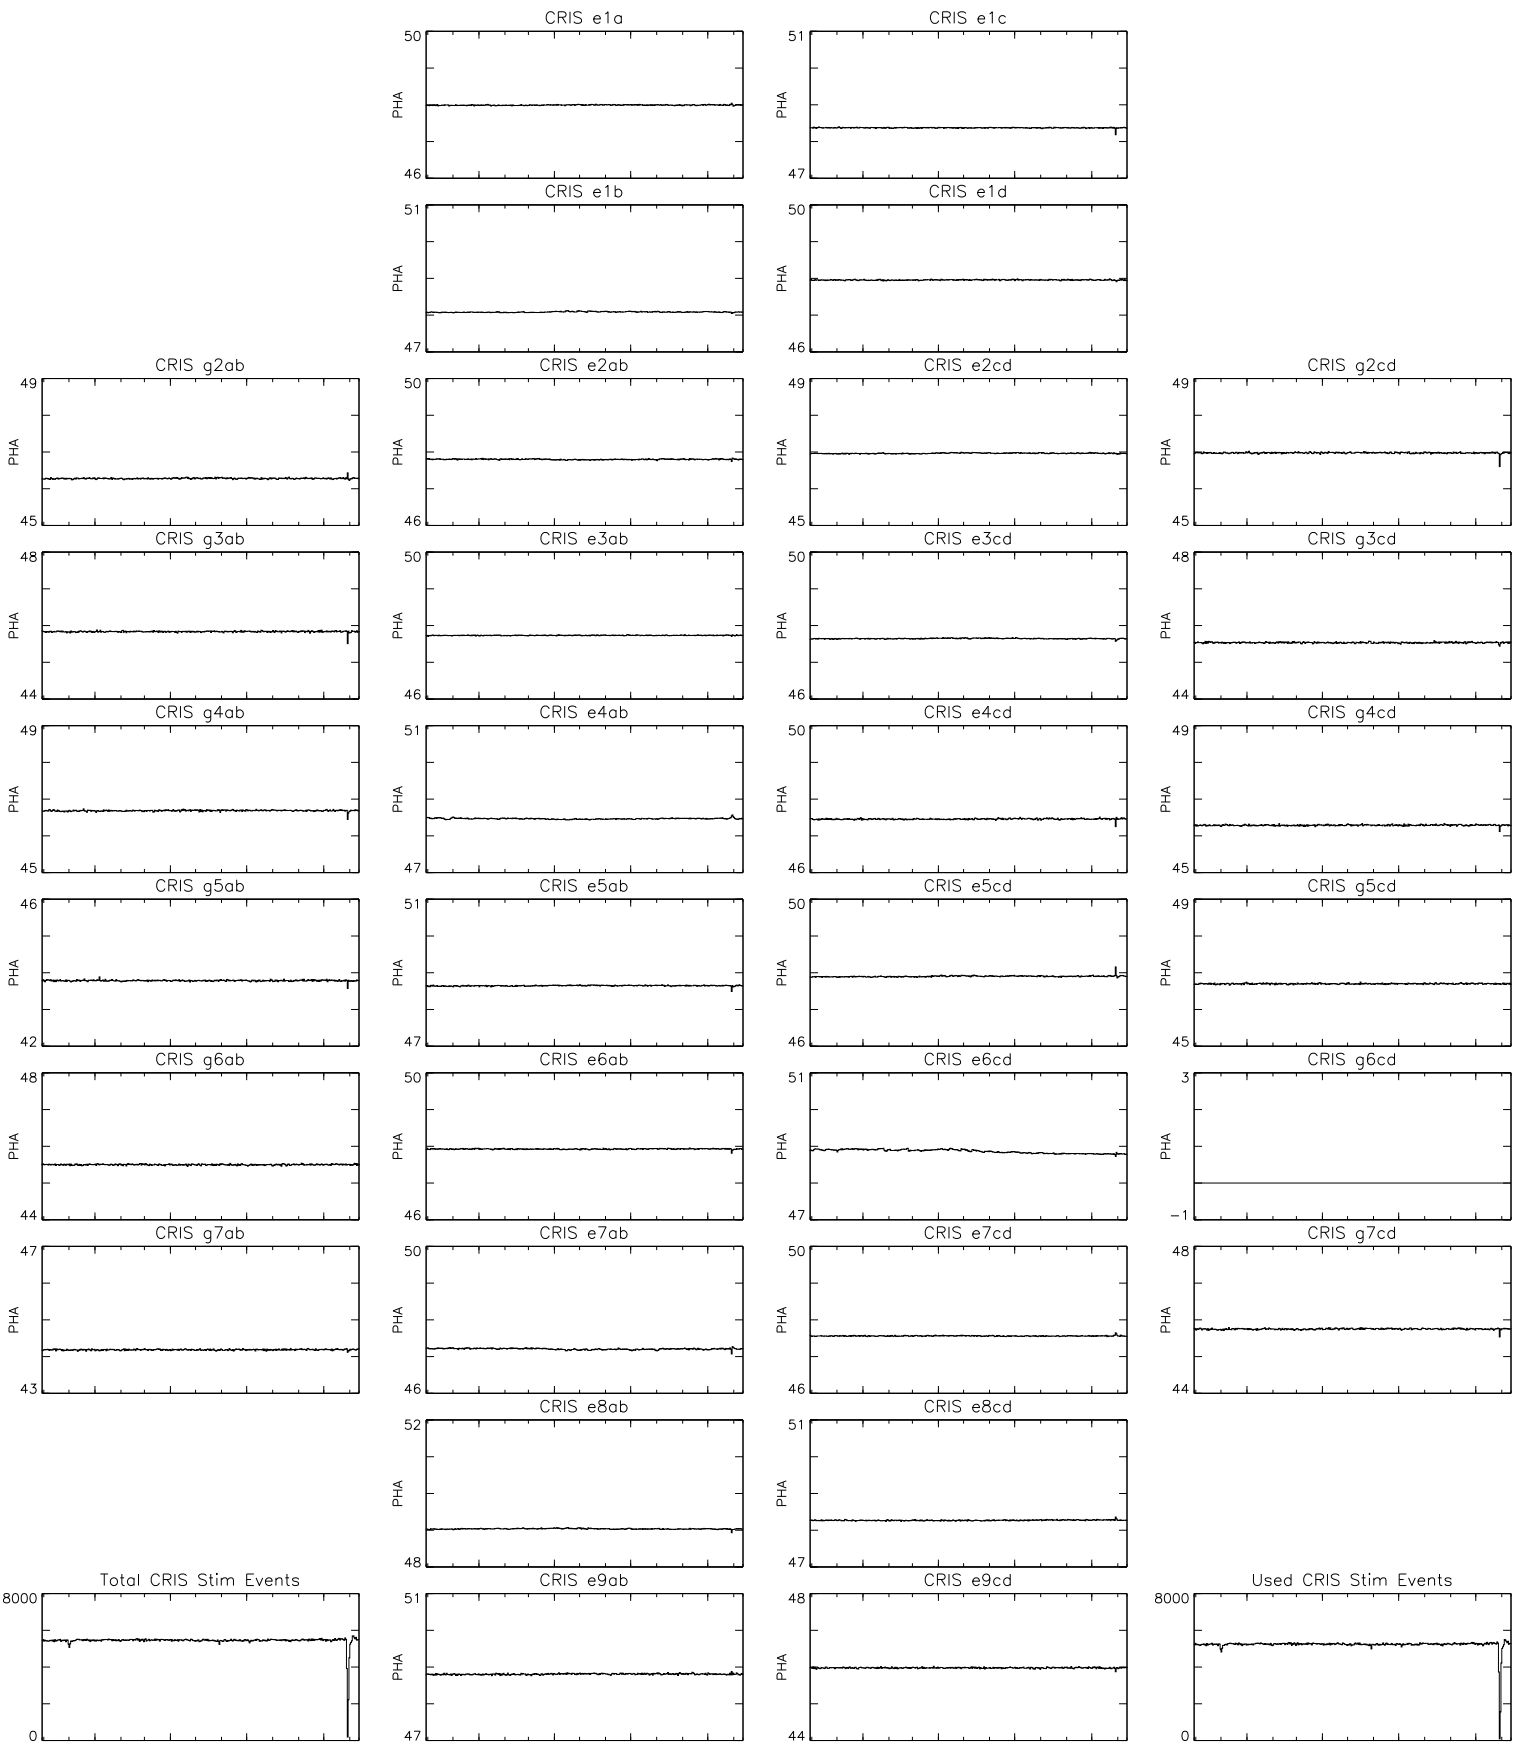 CRIS e1a
50
PHA
46
CRIS e1c
51
PHA
47
CRIS e1b
51
PHA
47
CRIS e1d
50
PHA
46
CRIS g2ab
49
PHA
45
CRIS e2ab
50
PHA
46
CRIS e2cd
49
PHA
45
CRIS g2cd
49
PHA
45
CRIS g3ab
48
PHA
44
CRIS e3ab
50
PHA
46
CRIS e3cd
50
PHA
46
CRIS g3cd
48
PHA
44
CRIS g4ab
49
PHA
45
CRIS e4ab
51
PHA
47
CRIS e4cd
50
PHA
46
CRIS g4cd
49
PHA
45
CRIS g5ab
46
PHA
42
CRIS e5ab
51
PHA
47
CRIS e5cd
50
PHA
46
CRIS g5cd
49
PHA
45
CRIS g6ab
48
PHA
44
CRIS e6ab
50
PHA
46
CRIS e6cd
51
PHA
47
CRIS g6cd
3
PHA
-1
CRIS g7ab
47
PHA
43
CRIS e7ab
50
PHA
46
CRIS e7cd
50
PHA
46
CRIS g7cd
48
PHA
44
CRIS e8ab
52
PHA
48
CRIS e8cd
51
PHA
47
Total CRIS Stim Events
8000
0
CRIS e9ab
51
PHA
47
CRIS e9cd
48
PHA
44
Used CRIS Stim Events
8000
0